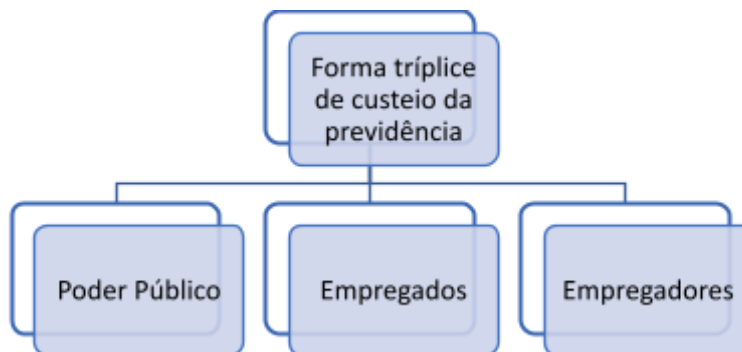 Forma tríplice
de custeio da
previdência
Poder Público
Empregados
Empregadores